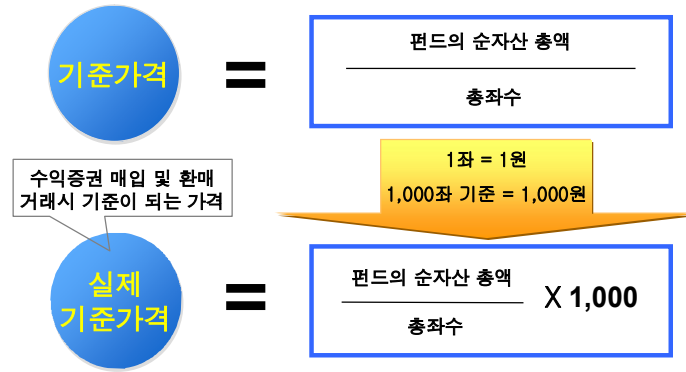 기준가격
=
펀드의 순자산 총액
총좌수
1좌 = 1원
1,000좌 기준 = 1,000원
수익증권 매입 및 환매
거래시 기준이 되는 가격
실제
기준가격
=
펀드의 순자산 총액
총좌수
X 1,000